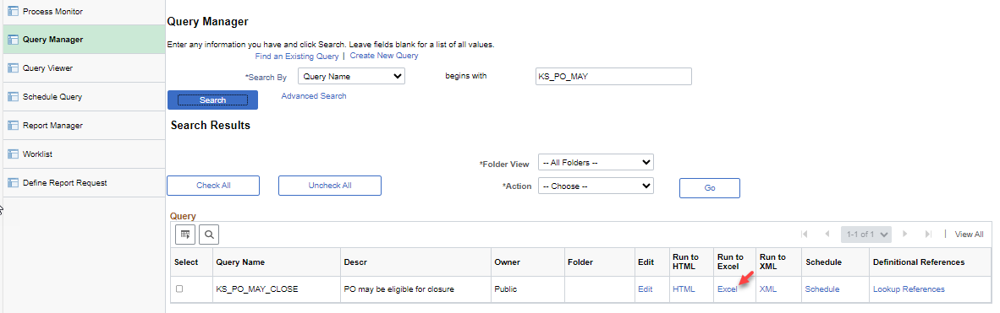 Process Monitor
Query Manager
Query Viewer
Schedule Query
Report Manager
Worklist
Define Report Request
Query Manager
Enter any information you have and click Search. Leave fields blank for a list of all values.
Find an Existing Query | Create New Query
*Search By Query Name begins with KS_PO_MAY
Search Advanced Search
Search Results
*Folder View -- All Folders --
Check All Uncheck All *Action -- Choose -- Go
Query
1-1 of 1 | View All
Select Query Name Descr Owner Folder Edit Run to HTML Run to Excel Run to XML Schedule Definitional References
KS_PO_MAY_CLOSE PO may be eligible for closure Public Edit HTML Excel XML Schedule Lookup References